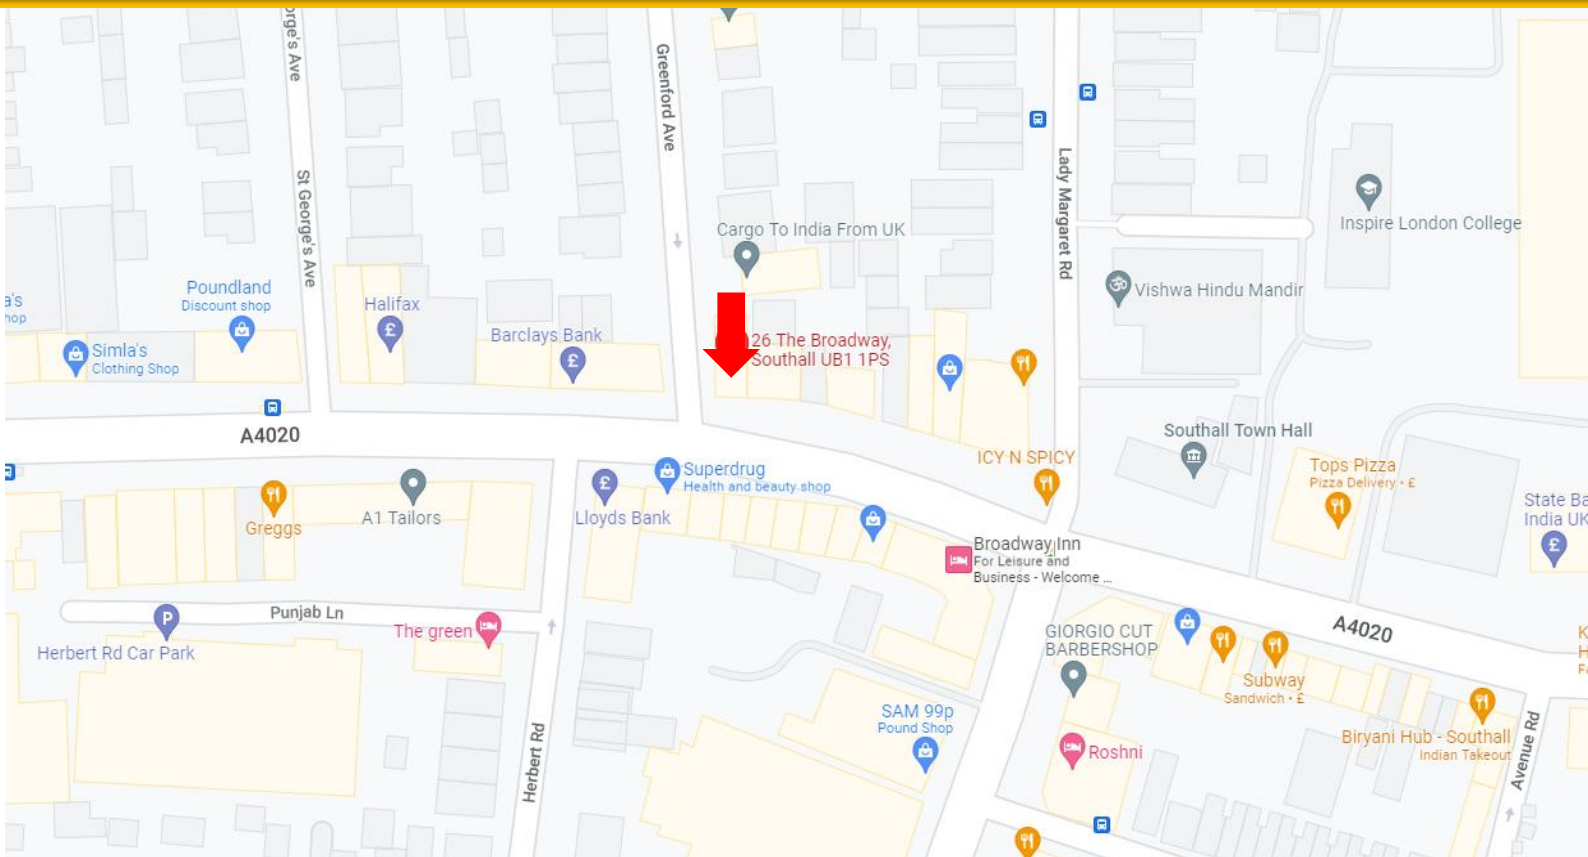 orge's Ave
Greenford Ave
Lady Margaret Rd
St George's Ave
Inspire London College
Cargo To India From UK
Vishwa Hindu Mandir
Poundland
Discount shop
Halifax
a's
hop
Barclays Bank
26 The Broadway,
Southall UB1 1PS
Simla's
Clothing Shop
A4020
Southall Town Hall
ICY N SPICY
Tops Pizza
Pizza Delivery · £
Superdrug
Health and beauty shop
State Ba
India UK
A1 Tailors
Lloyds Bank
Greggs
Broadway Inn
For Leisure and
Business - Welcome ...
Punjab Ln
The green
Herbert Rd Car Park
P
GIORGIO CUT
BARBERSHOP
A4020
K
H
Fa
Subway
Sandwich · £
SAM 99p
Pound Shop
Herbert Rd
Roshni
Biryani Hub - Southall
Indian Takeout
Avenue Rd